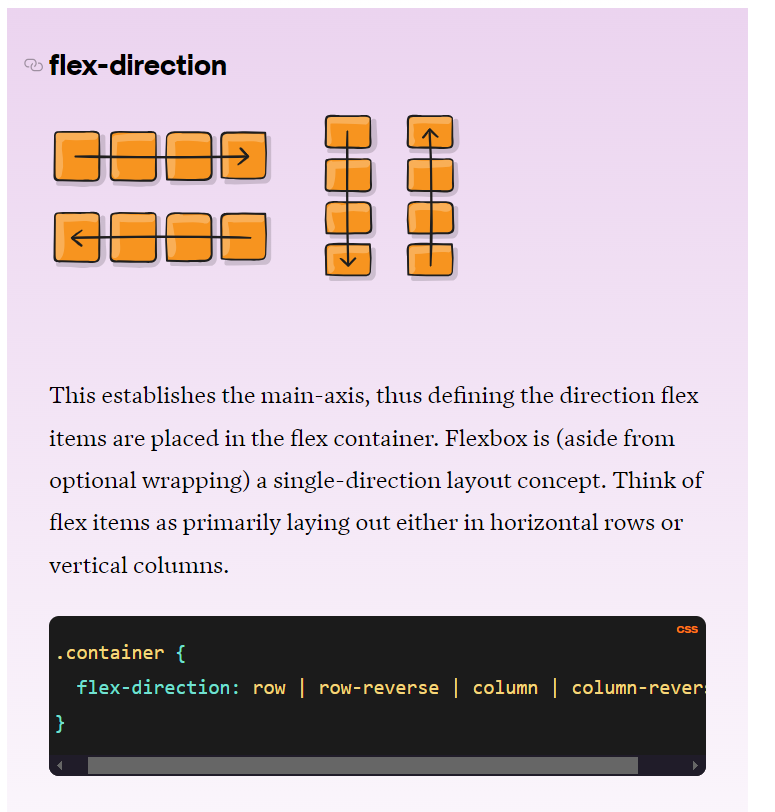 flex-direction
This establishes the main-axis, thus defining the direction flex
items are placed in the flex container. Flexbox is (aside from
optional wrapping) a single-direction layout concept. Think of
flex items as primarily laying out either in horizontal rows or
vertical columns.
CSS
.container {
  flex-direction: row | row-reverse | column | column-revers
}